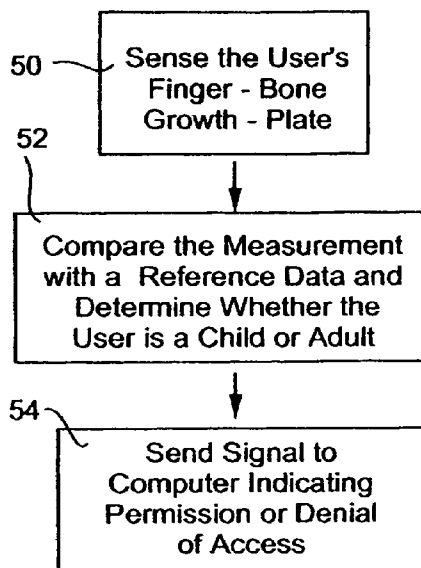 50
Sense the User's
Finger - Bone
Growth - Plate
52
Compare the Measurement
with a Reference Data and
Determine Whether the
User is a Child or Adult
54
Send Signal to
Computer Indicating
Permission or Denial
of Access